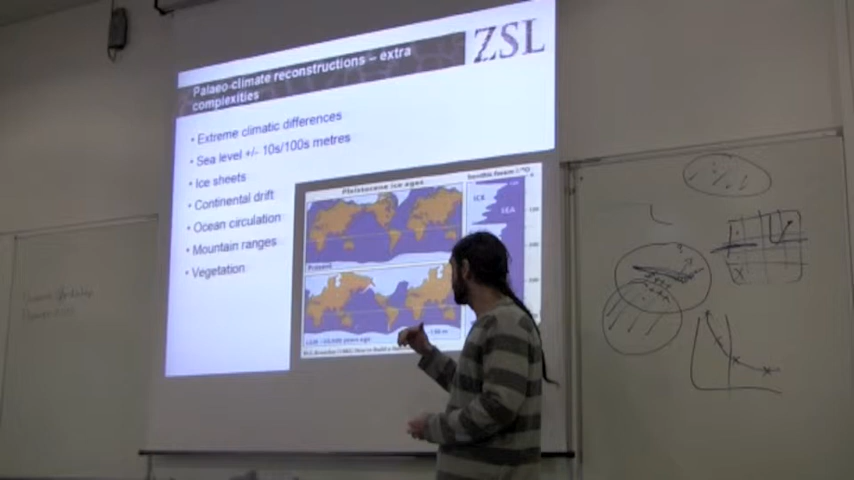 ZSL
Palaeo-climate reconstructions – extra
complexities
• Extreme climatic differences
• Sea level +/- 10s/100s metres
• Ice sheets
• Continental drift
• Ocean circulation
• Mountain ranges
• Vegetation
Pleistocene ice ages
ICE
SEA
Present